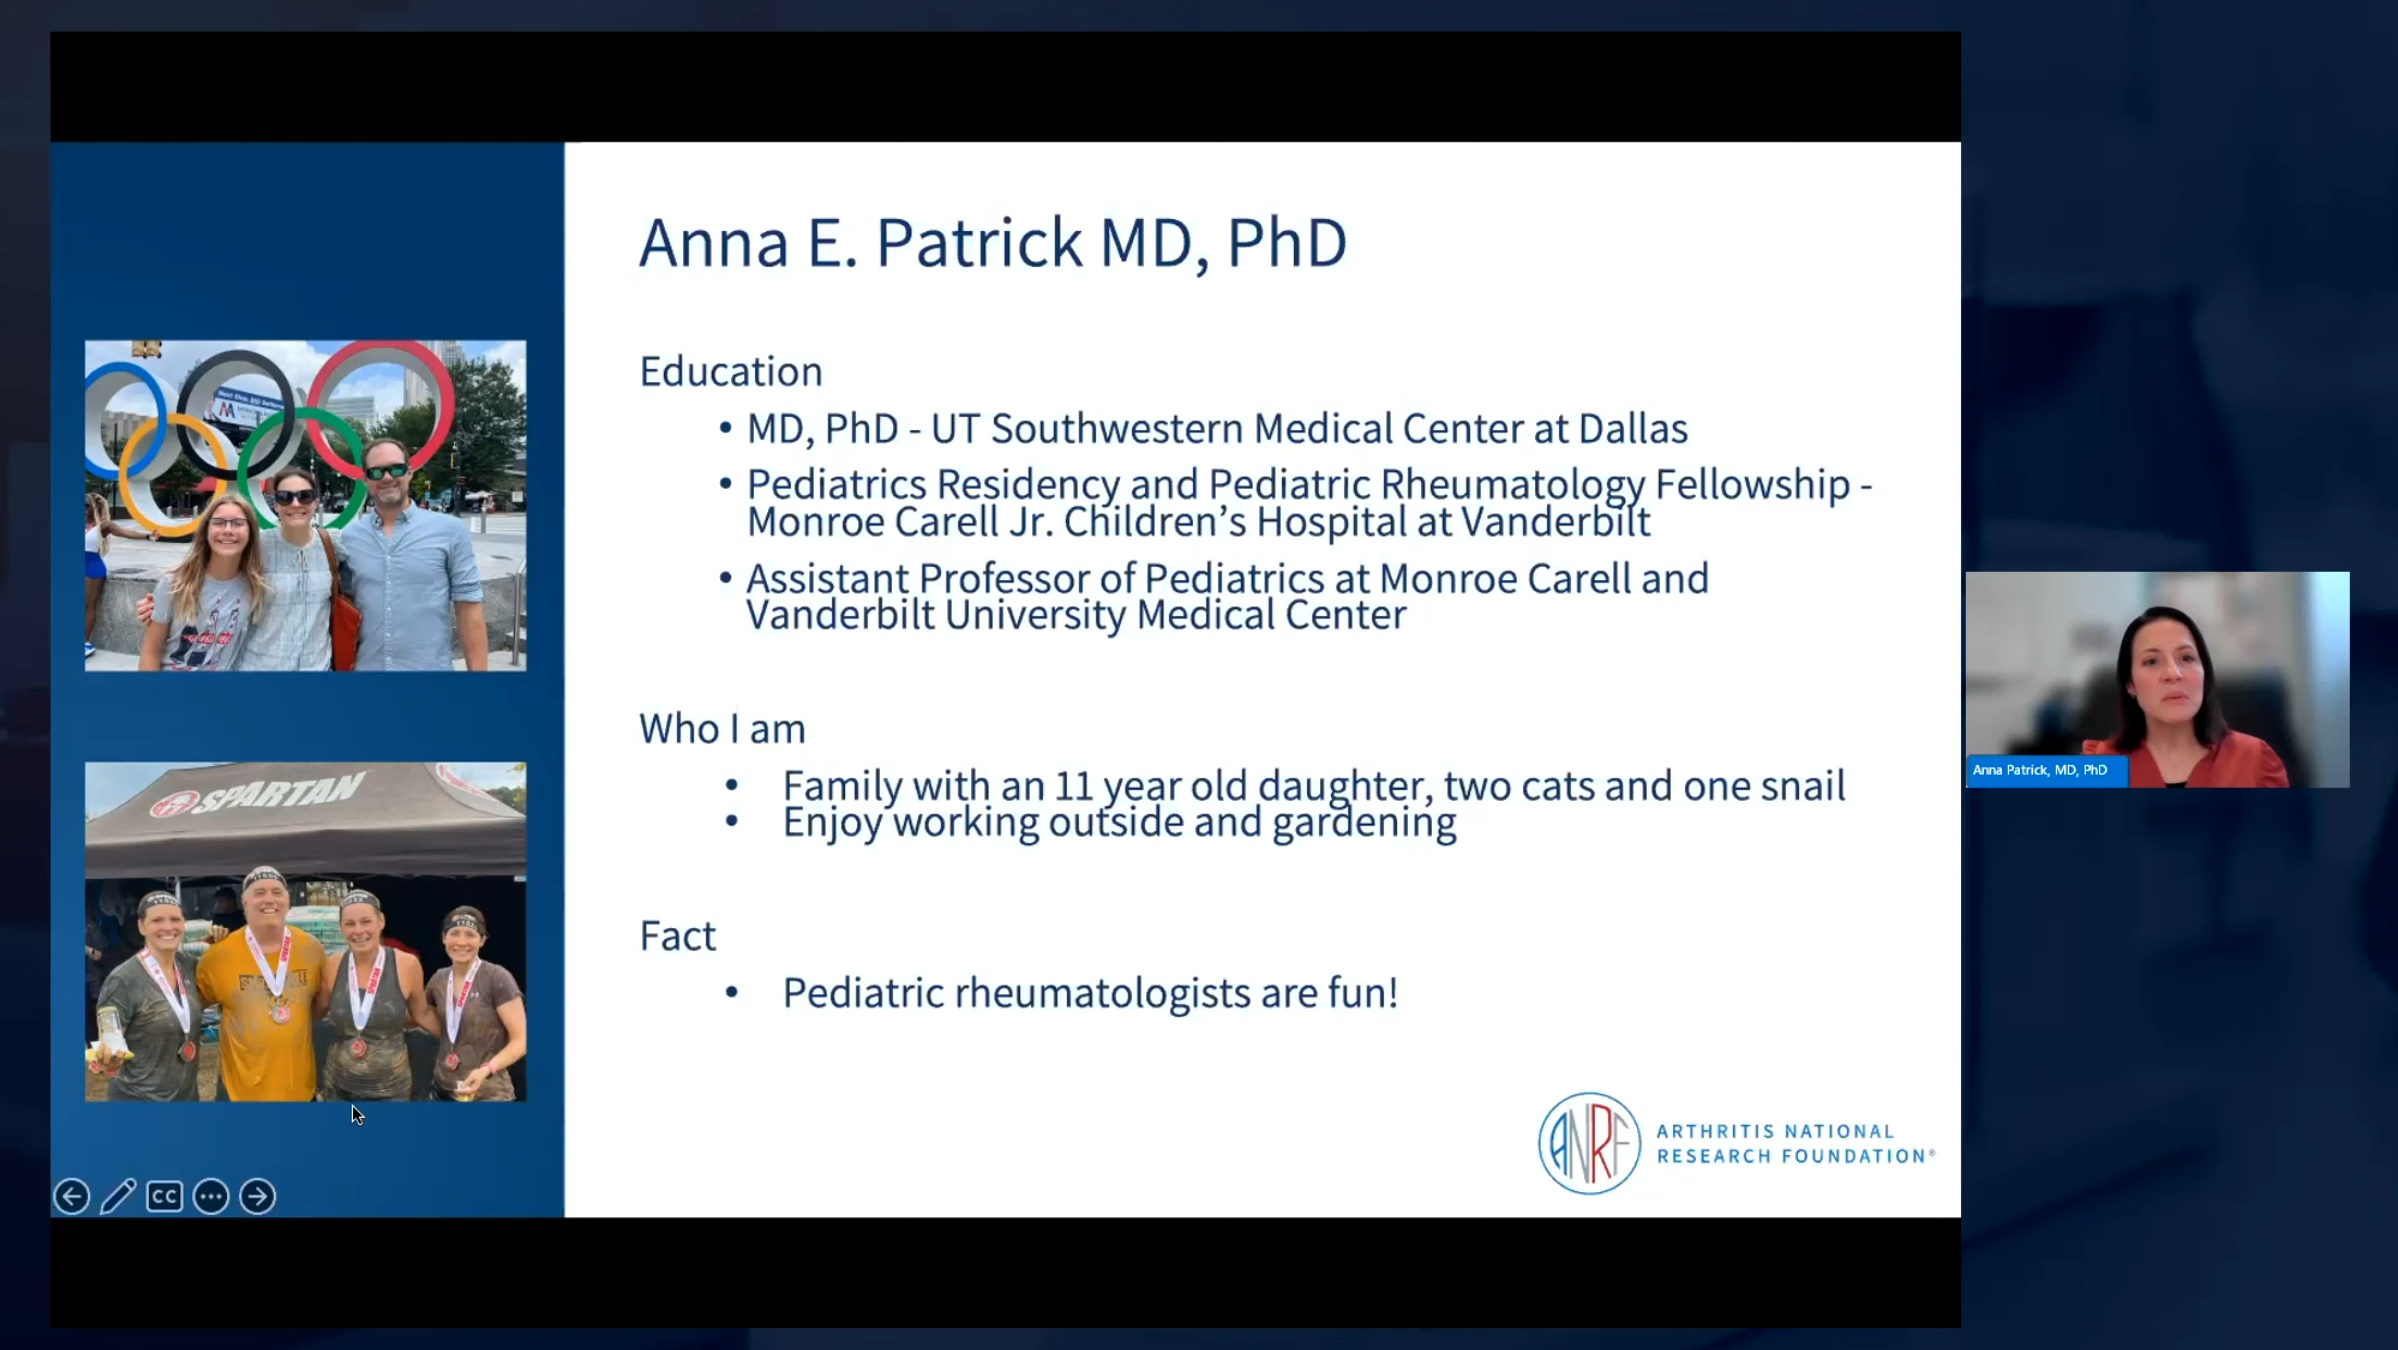 Anna E. Patrick MD, PhD
Education
• MD, PhD - UT Southwestern Medical Center at Dallas
• Pediatrics Residency and Pediatric Rheumatology Fellowship -
Monroe Carell Jr. Children’s Hospital at Vanderbilt
• Assistant Professor of Pediatrics at Monroe Carell and
Vanderbilt University Medical Center
Who I am
• Family with an 11 year old daughter, two cats and one snail
• Enjoy working outside and gardening
Fact
• Pediatric rheumatologists are fun!
SPARTAN
CC
ANRF
ARTHRITIS NATIONAL
RESEARCH FOUNDATION®
Anna Patrick, MD, PhD